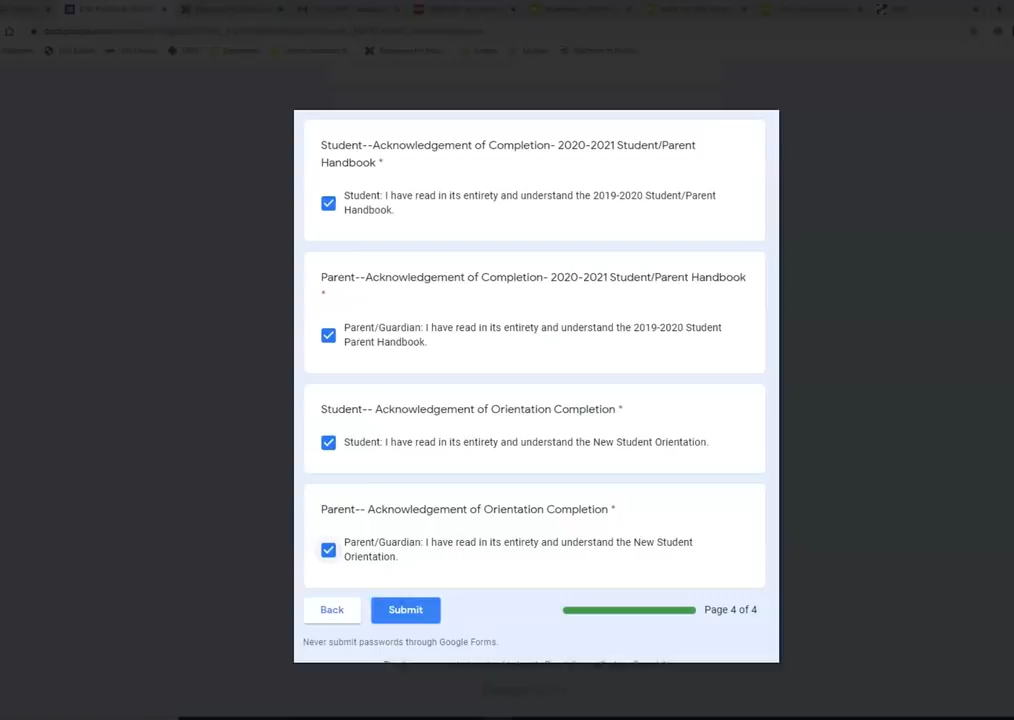 Student--Acknowledgement of Completion- 2020-2021 Student/Parent
Handbook *
Student: I have read in its entirety and understand the 2019-2020 Student/Parent
Handbook.
Parent--Acknowledgement of Completion- 2020-2021 Student/Parent Handbook
*
Parent/Guardian: I have read in its entirety and understand the 2019-2020 Student
Parent Handbook.
Student-- Acknowledgement of Orientation Completion *
Student: I have read in its entirety and understand the New Student Orientation.
Parent-- Acknowledgement of Orientation Completion *
Parent/Guardian: I have read in its entirety and understand the New Student
Orientation.
Back
Submit
Page 4 of 4
Never submit passwords through Google Forms.